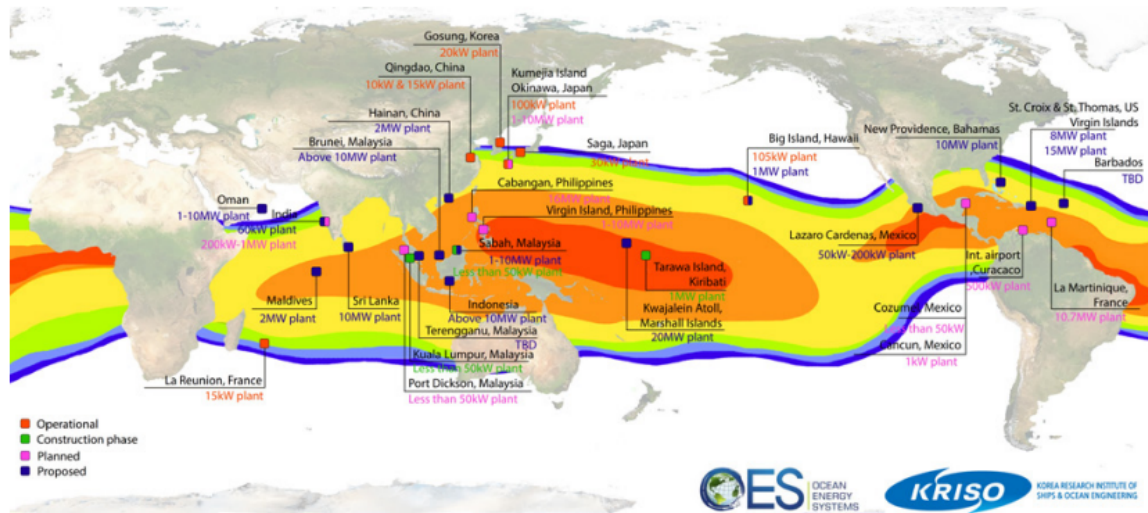 Gosung, Korea
20kW plant
Qingdao, China
10kW & 15kW plant
Kumejia Island
Okinawa, Japan
100kW plant
1-10MW plant
Hainan, China
2MW plant
Brunei, Malaysia
Above 10MW plant
Saga, Japan
30kW plant
Big Island, Hawaii
105kW plant
1MW plant
New Providence, Bahamas
10MW plant
St. Croix & St. Thomas, US
Virgin Islands
8MW plant
15MW plant
Barbados
TBD
Oman
1-10MW plant
India
60kW plant
200kW-1MW plant
Cabangan, Philippines
16MW plant
Virgin Island, Philippines
1-10MW plant
Sabah, Malaysia
1-10MW plant
Less than 50kW plant
Tarawa Island,
Kiribati
1MW plant
Lazaro Cardenas, Mexico
50kW-200kW plant
Int. airport
,Curacaco
500kW plant
La Martinique,
France
10.7MW plant
Maldives
2MW plant
Sri Lanka
10MW plant
Indonesia
Above 10MW plant
Terengganu, Malaysia
TBD
Kwajalein Atoll,
Marshall Islands
20MW plant
Cozumel, Mexico
Less than 50kW
Cancun, Mexico
1kW plant
Kuala Lumpur, Malaysia
Less than 50kW plant
Port Dickson, Malaysia
Less than 50kW plant
La Reunion, France
15kW plant
Operational
Construction phase
Planned
Proposed
OES OCEAN
ENERGY
SYSTEMS
KRISO
KOREA RESEARCH INSTITUTE OF
SHIPS & OCEAN ENGINEERING